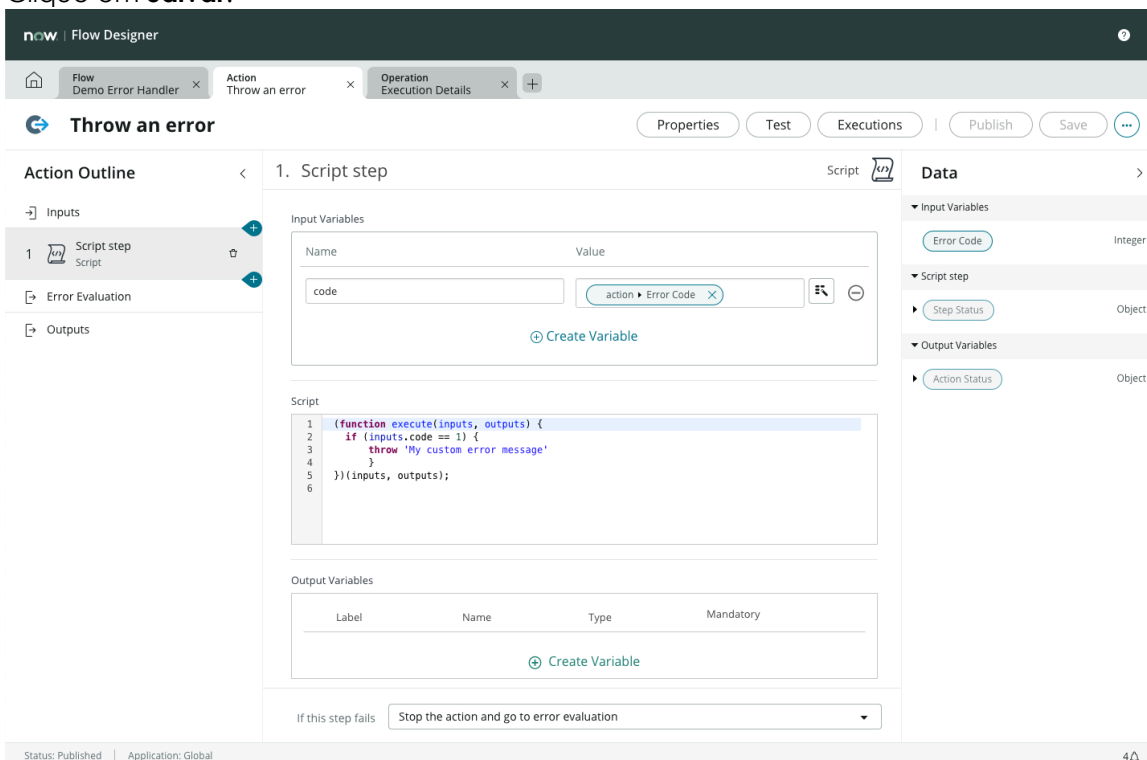 Clique em Salvar.
now. | Flow Designer
Flow
Demo Error Handler
Action
Throw an error
Operation
Execution Details
Throw an error
Properties
Test
Executions
Publish
Save
Action Outline
1. Script step
Script
Data
Inputs
1
Script step
Script
Error Evaluation
Outputs
Input Variables
Name Value
code
action ▸ Error Code
Create Variable
Script
1 (function execute(inputs, outputs) {
2 if (inputs.code == 1) {
3 throw 'My custom error message'
4 }
5 })(inputs, outputs);
6
Output Variables
Label Name Type Mandatory
Create Variable
If this step fails Stop the action and go to error evaluation
Input Variables
Error Code Integer
Script step
Step Status Object
Output Variables
Action Status Object
Status: Published | Application: Global
4